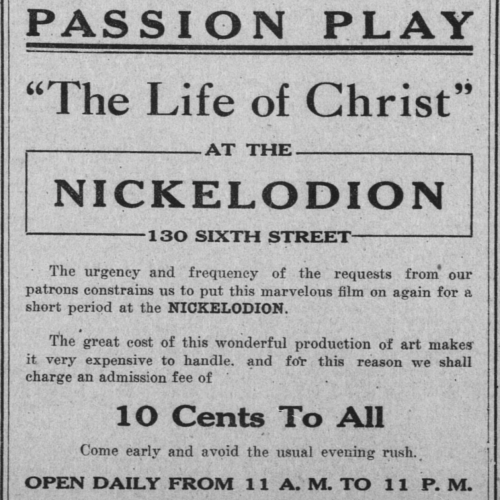 PASSION PLAY
“The Life of Christ”
AT THE
NICKELODION
130 SIXTH STREET
The urgency and frequency of the requests from our
patrons constrains us to put this marvelous film on again for a
short period at the NICKELODION.
The great cost of this wonderful production of art makes
it very expensive to handle. and for this reason we shall
charge an admission fee of
10 Cents To All
Come early and avoid the usual evening rush.
OPEN DAILY FROM 11 A. M. TO 11 P. M.